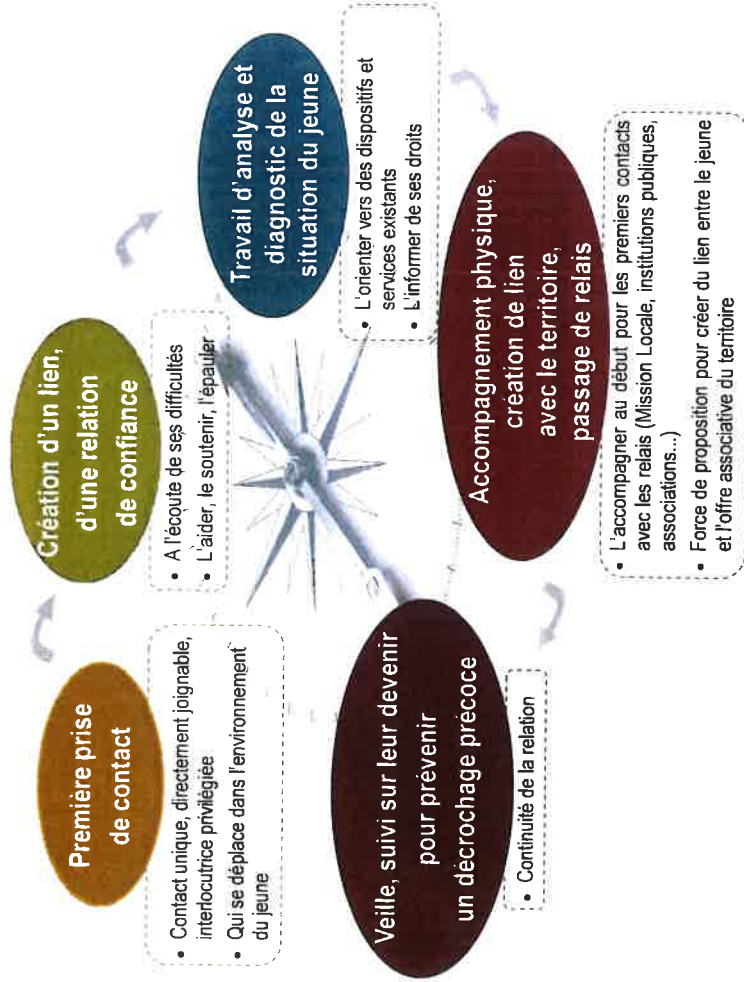 Première prise
de contact
• Contact unique, directement joignable,
interlocutrice privilégiée
• Qui se déplace dans l'environnement
du jeune
Création d'un lien,
d'une relation
de confiance
• A l'écoute de ses difficultés
• L'aider, le soutenir, l'épauler
Travail d'analyse et
diagnostic de la
situation du jeune
• L'orienter vers des dispositifs et
services existants
• L'informer de ses droits
Accompagnement physique,
création de lien
avec le territoire,
passage de relais
• L'accompagner au début pour les premiers contacts
avec les relais (Mission Locale, institutions publiques,
associations...)
• Force de proposition pour créer du lien entre le jeune
et l'offre associative du territoire
Veille, suivi sur leur devenir
pour prévenir
un décrochage précoce
• Continuité de la relation